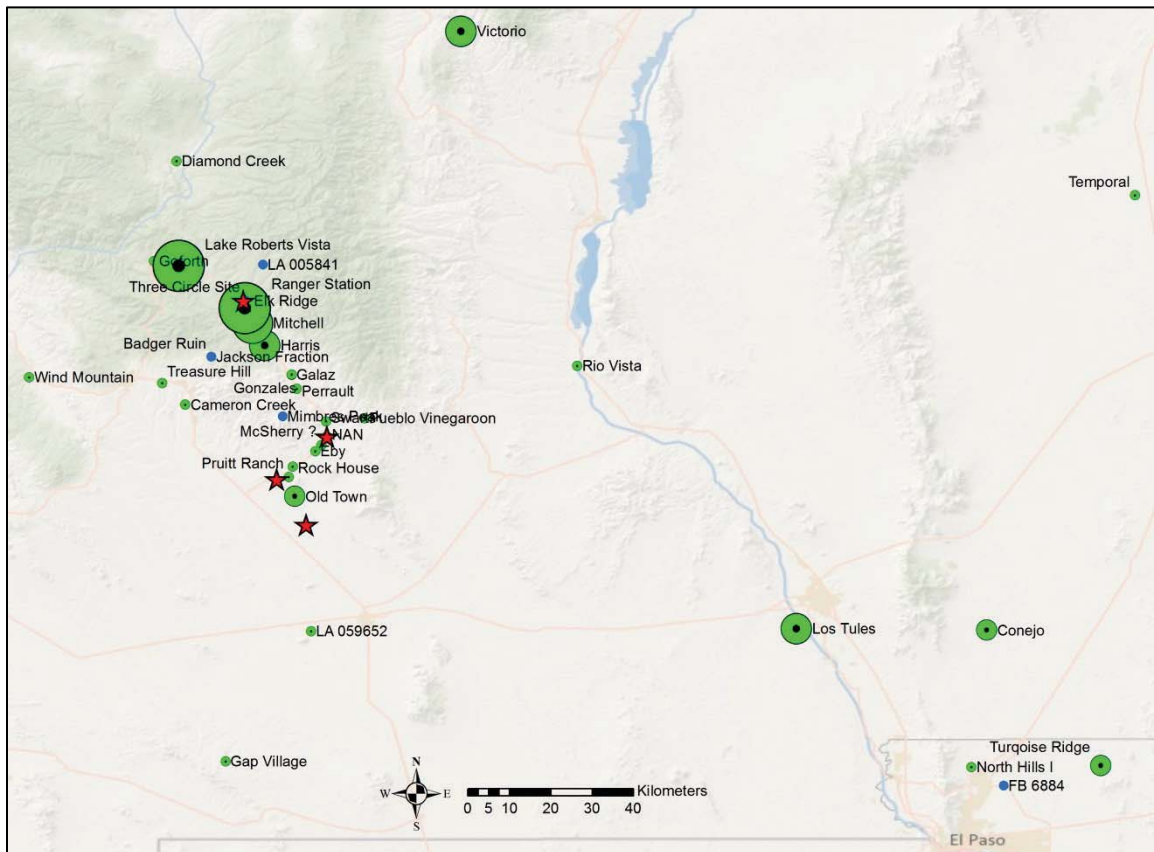 Victorio
Diamond Creek
Temporal
Lake Roberts Vista
Goforth
LA 005841
Three Circle Site
Ranger Station
Elk Ridge
Mitchell
Badger Ruin
Harris
Jackson Fraction
Rio Vista
Treasure Hill
Wind Mountain
Galaz
Gonzales
Perrault
Cameron Creek
Mimbres Peak
Swarts
Pueblo Vinegaroon
McSherry ?
NAN
Eby
Pruitt Ranch
Rock House
Old Town
LA 059652
Los Tules
Conejo
Turqoise Ridge
Gap Village
North Hills I
FB 6884
N
W E
S
Kilometers
0 5 10 20 30 40
El Paso